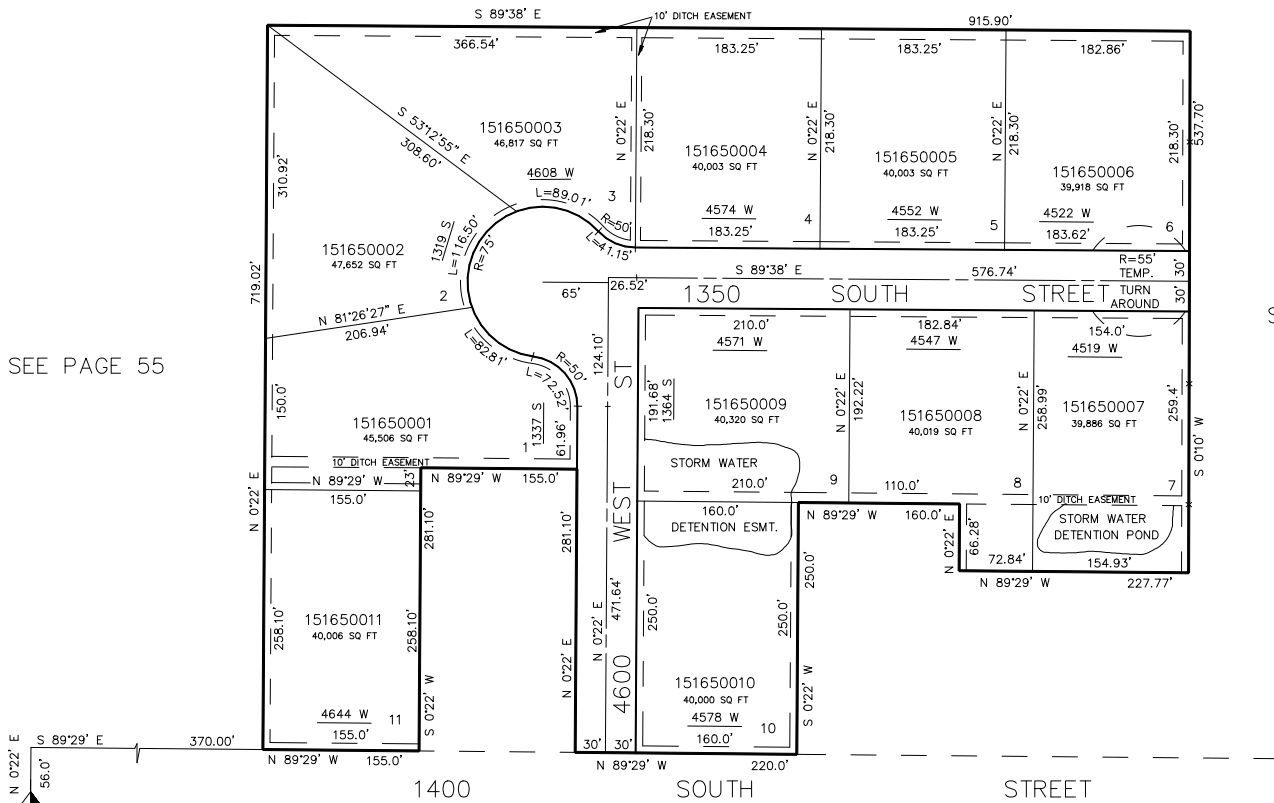 S 89°38' E
10' DITCH EASEMENT
915.90'
366.54'
183.25'
183.25'
182.86'
S 53°12'55" E
308.60'
151650003
46,817 SQ FT
4608 W
L=89.01'
3
R=50'
L=41.15'
N 0°22' E
218.30'
151650004
40,003 SQ FT
4574 W
183.25'
4
N 0°22' E
218.30'
151650005
40,003 SQ FT
4552 W
183.25'
5
N 0°22' E
218.30'
151650006
39,918 SQ FT
4522 W
183.62'
6
218.30'
537.70'
310.92'
719.02'
151650002
47,652 SQ FT
2
1319 S
L=116.50'
R=75'
N 81°26'27" E
206.94'
65'
26.52'
S 89°38' E
576.74'
R=55'
TEMP.
TURN
AROUND
30'
30'
1350 SOUTH STREET
S
SEE PAGE 55
L=82.81'
R=50'
L=72.52'
124.10'
150.0'
151650001
45,506 SQ FT
1
1337 S
61.96'
10' DITCH EASEMENT
N 89°29' W
155.0'
23'
N 89°29' W
155.0'
210.0'
4571 W
191.68'
1364 S
151650009
40,320 SQ FT
STORM WATER
210.0'
9
N 0°22' E
192.22'
182.84'
4547 W
151650008
40,019 SQ FT
110.0'
8
N 0°22' E
258.99'
154.0'
4519 W
151650007
39,886 SQ FT
259.4'
S 0°10' W
10' DITCH EASEMENT
7
STORM WATER
DETENTION POND
154.93'
160.0'
DETENTION ESMT.
N 89°29' W
160.0'
N 0°22' E
66.28'
72.84'
N 89°29' W
227.77'
N 0°22' E
281.10'
281.10'
258.10'
151650011
40,006 SQ FT
258.10'
S 0°22' W
4644 W
11
155.0'
N 0°22' E
N 0°22' E
471.64'
4600 WEST ST
250.0'
250.0'
250.0'
S 0°22' W
151650010
40,000 SQ FT
4578 W
10
160.0'
30'
30'
N 89°29' W
220.0'
N 0°22' E
56.0'
S 89°29' E
370.00'
N 89°29' W
155.0'
1400 SOUTH STREET